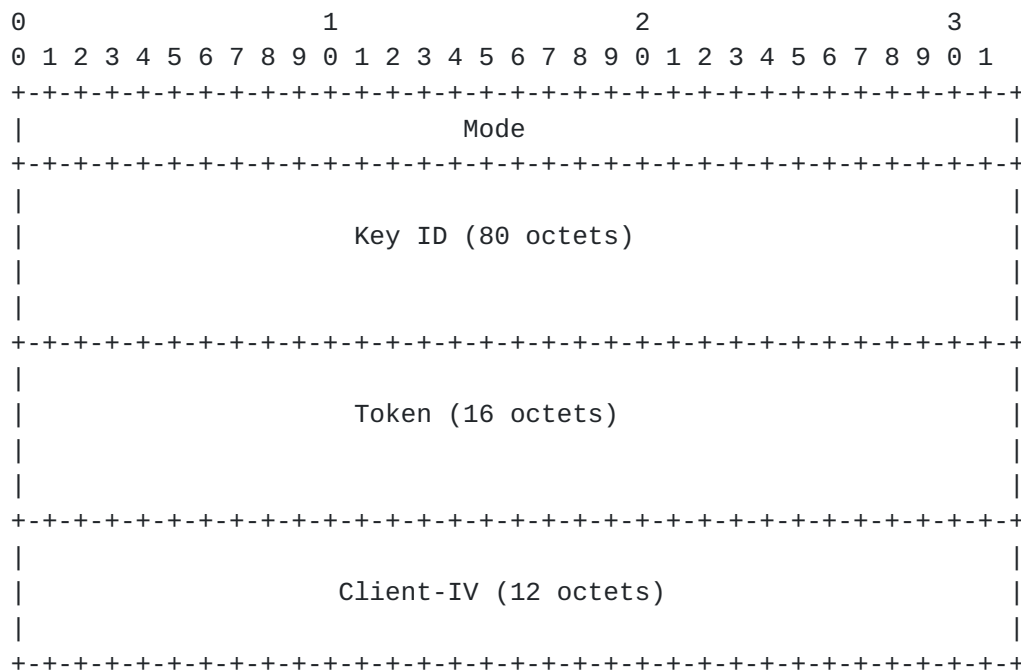 0                   1                   2                   3
0 1 2 3 4 5 6 7 8 9 0 1 2 3 4 5 6 7 8 9 0 1 2 3 4 5 6 7 8 9 0 1
+-+-+-+-+-+-+-+-+-+-+-+-+-+-+-+-+-+-+-+-+-+-+-+-+-+-+-+-+-+-+-+-+
|                            Mode                               |
+-+-+-+-+-+-+-+-+-+-+-+-+-+-+-+-+-+-+-+-+-+-+-+-+-+-+-+-+-+-+-+-+
|                                                               |
|                     Key ID (80 octets)                        |
|                                                               |
|                                                               |
+-+-+-+-+-+-+-+-+-+-+-+-+-+-+-+-+-+-+-+-+-+-+-+-+-+-+-+-+-+-+-+-+
|                                                               |
|                     Token (16 octets)                         |
|                                                               |
|                                                               |
+-+-+-+-+-+-+-+-+-+-+-+-+-+-+-+-+-+-+-+-+-+-+-+-+-+-+-+-+-+-+-+-+
|                                                               |
|                    Client-IV (12 octets)                      |
|                                                               |
+-+-+-+-+-+-+-+-+-+-+-+-+-+-+-+-+-+-+-+-+-+-+-+-+-+-+-+-+-+-+-+-+